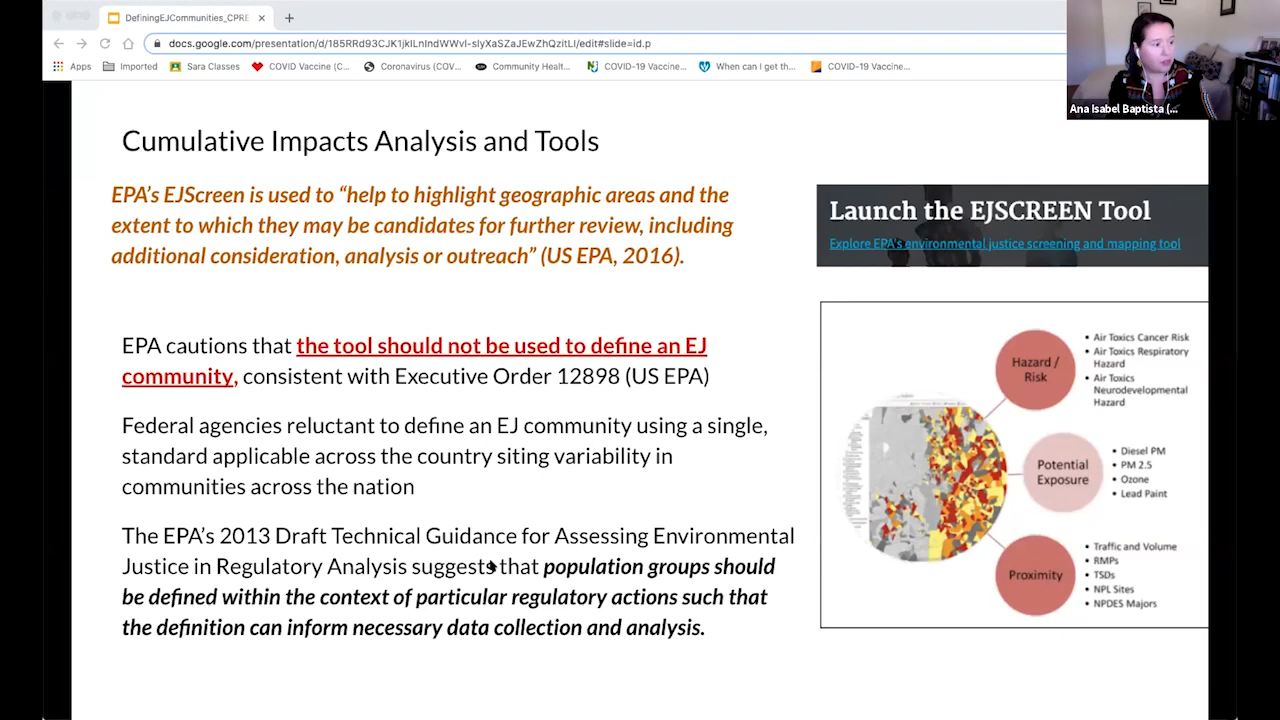 DefiningEJCommunities_CPRE
docs.google.com/presentation/d/185RRd93CJK1jkILnIndWWvI-slyXaSZaJEwZhQzitLI/edit#slide=id.p
Apps Imported Sara Classes COVID Vaccine (C... Coronavirus (COV... Community Healt... COVID-19 Vaccine... When can I get th... COVID-19 Vaccine...
Ana Isabel Baptista (...
Cumulative Impacts Analysis and Tools
EPA's EJScreen is used to “help to highlight geographic areas and the
extent to which they may be candidates for further review, including
additional consideration, analysis or outreach” (US EPA, 2016).
EPA cautions that the tool should not be used to define an EJ
community, consistent with Executive Order 12898 (US EPA)
Federal agencies reluctant to define an EJ community using a single,
standard applicable across the country siting variability in
communities across the nation
The EPA's 2013 Draft Technical Guidance for Assessing Environmental
Justice in Regulatory Analysis suggests that population groups should
be defined within the context of particular regulatory actions such that
the definition can inform necessary data collection and analysis.
Launch the EJSCREEN Tool
Explore EPA's environmental justice screening and mapping tool
Hazard /
Risk
• Air Toxics Cancer Risk
• Air Toxics Respiratory
Hazard
• Air Toxics
Neurodevelopmental
Hazard
Potential
Exposure
• Diesel PM
• PM 2.5
• Ozone
• Lead Paint
Proximity
• Traffic and Volume
• RMPs
• TSDs
• NPL Sites
• NPDES Majors